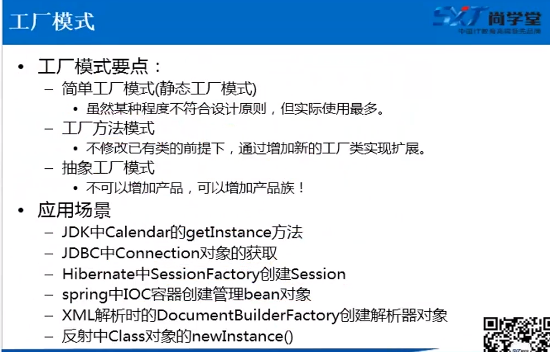 工厂模式
SXT 尚学堂
• 工厂模式要点：
– 简单工厂模式(静态工厂模式)
• 虽然某种程度不符合设计原则，但实际使用最多。
– 工厂方法模式
• 不修改已有类的前提下，通过增加新的工厂类实现扩展。
– 抽象工厂模式
• 不可以增加产品，可以增加产品族！
• 应用场景
– JDK中Calendar的getInstance方法
– JDBC中Connection对象的获取
– Hibernate中SessionFactory创建Session
– spring中IOC容器创建管理bean对象
– XML解析时的DocumentBuilderFactory创建解析器对象
– 反射中Class对象的newInstance()